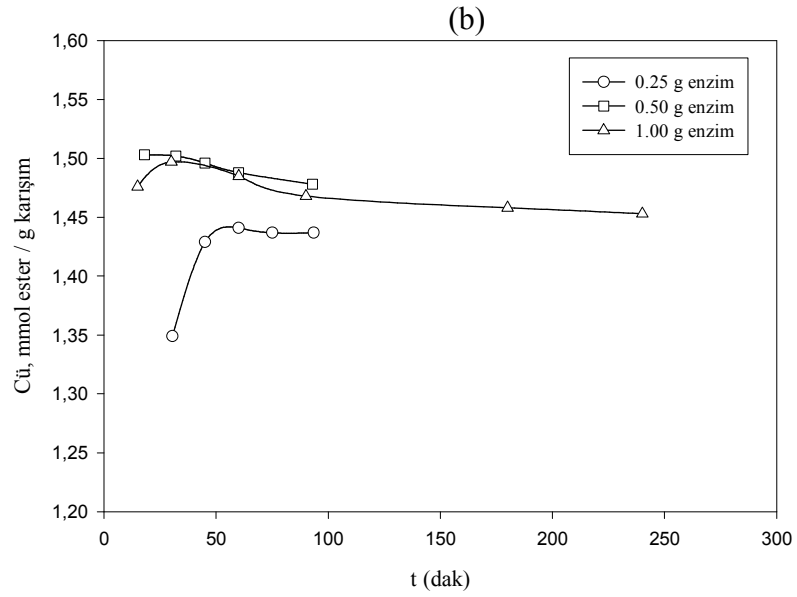 (b)
1,60
1,55
1,50
1,45
1,40
1,35
1,30
1,25
1,20
0
50
100
150
200
250
300
Cü, mmol ester / g karışım
t (dak)
0.25 g enzim
0.50 g enzim
1.00 g enzim